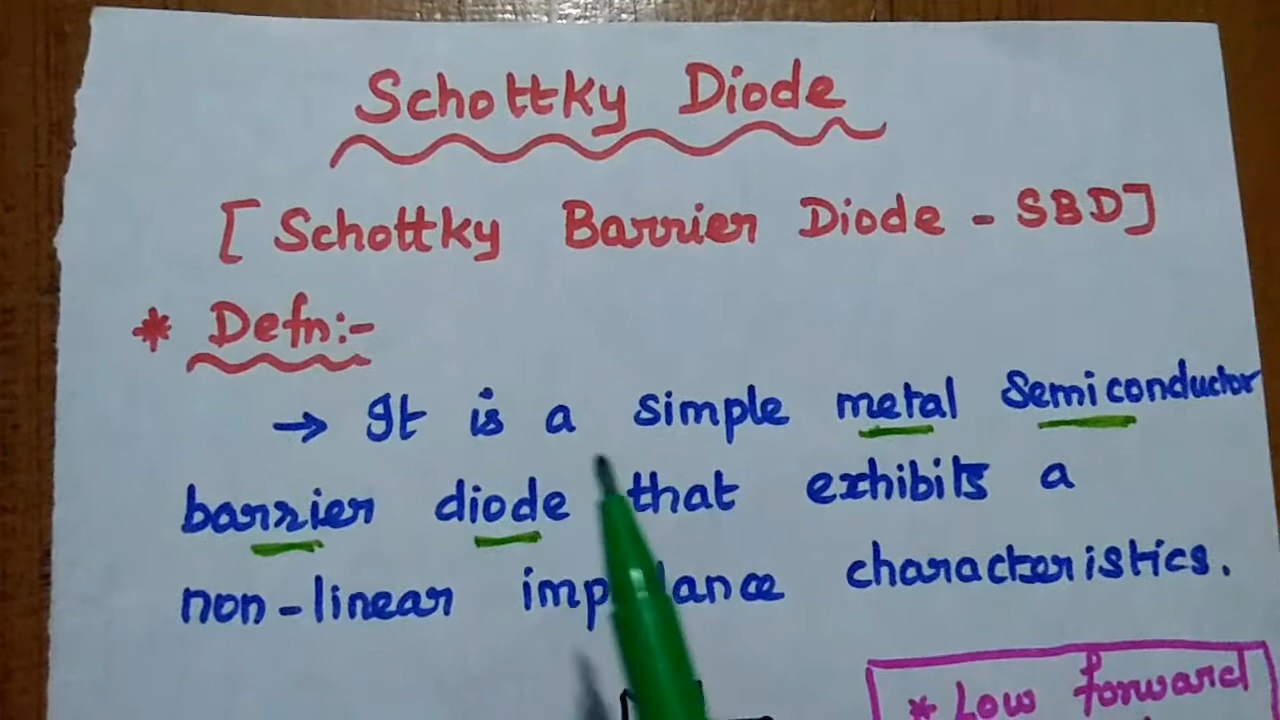 Schottky Diode
[Schottky Barrier Diode - SBD]
* Defn:-
→ It is a simple metal semiconductor
barrier diode that exhibits a
non-linear characteristics.
* Low forward